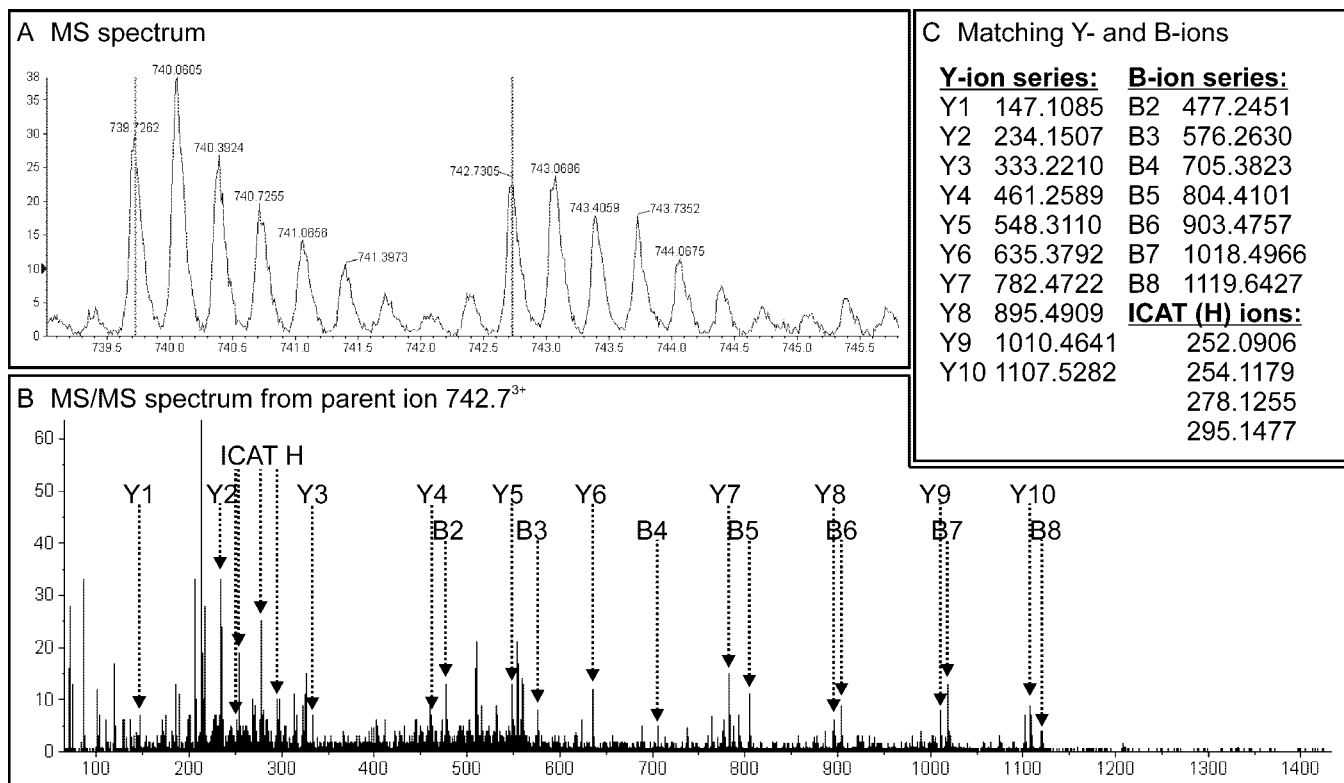 A MS spectrum
38
35
30
25
20
15
10
5
0
739.7262
740.0605
740.3924
740.7255
741.0656
741.3973
742.7305
743.0686
743.4059
743.7352
744.0675
739.5 740.0 740.5 741.0 741.5 742.0 742.5 743.0 743.5 744.0 744.5 745.0 745.5
C Matching Y- and B-ions
Y-ion series: B-ion series:
Y1 147.1085 B2 477.2451
Y2 234.1507 B3 576.2630
Y3 333.2210 B4 705.3823
Y4 461.2589 B5 804.4101
Y5 548.3110 B6 903.4757
Y6 635.3792 B7 1018.4966
Y7 782.4722 B8 1119.6427
Y8 895.4909 ICAT (H) ions:
Y9 1010.4641 252.0906
Y10 1107.5282 254.1179
278.1255
295.1477
B MS/MS spectrum from parent ion 742.7³⁺
60
50
40
30
20
10
0
ICAT H
Y1 Y2 Y3 Y4 Y5 Y6 Y7 Y8 Y9 Y10
B2 B3 B4 B5 B6 B7 B8
100 200 300 400 500 600 700 800 900 1000 1100 1200 1300 1400